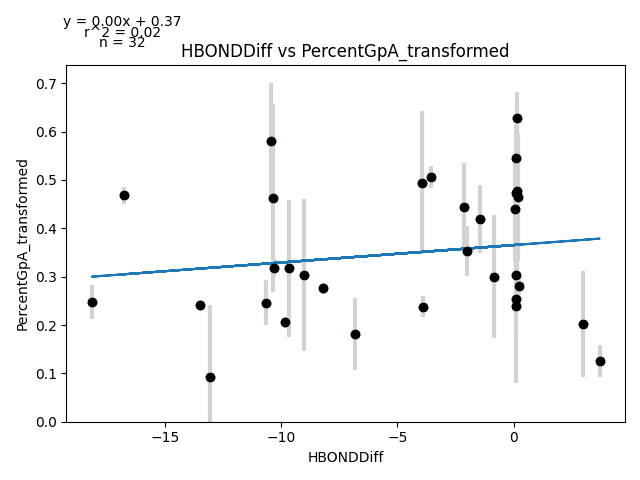 y = 0.00x + 0.37
r^2 = 0.02
n = 32
HBONDDiff vs PercentGpA_transformed
0.7
0.6
0.5
0.4
0.3
0.2
0.1
0.0
PercentGpA_transformed
−15
−10
−5
0
HBONDDiff